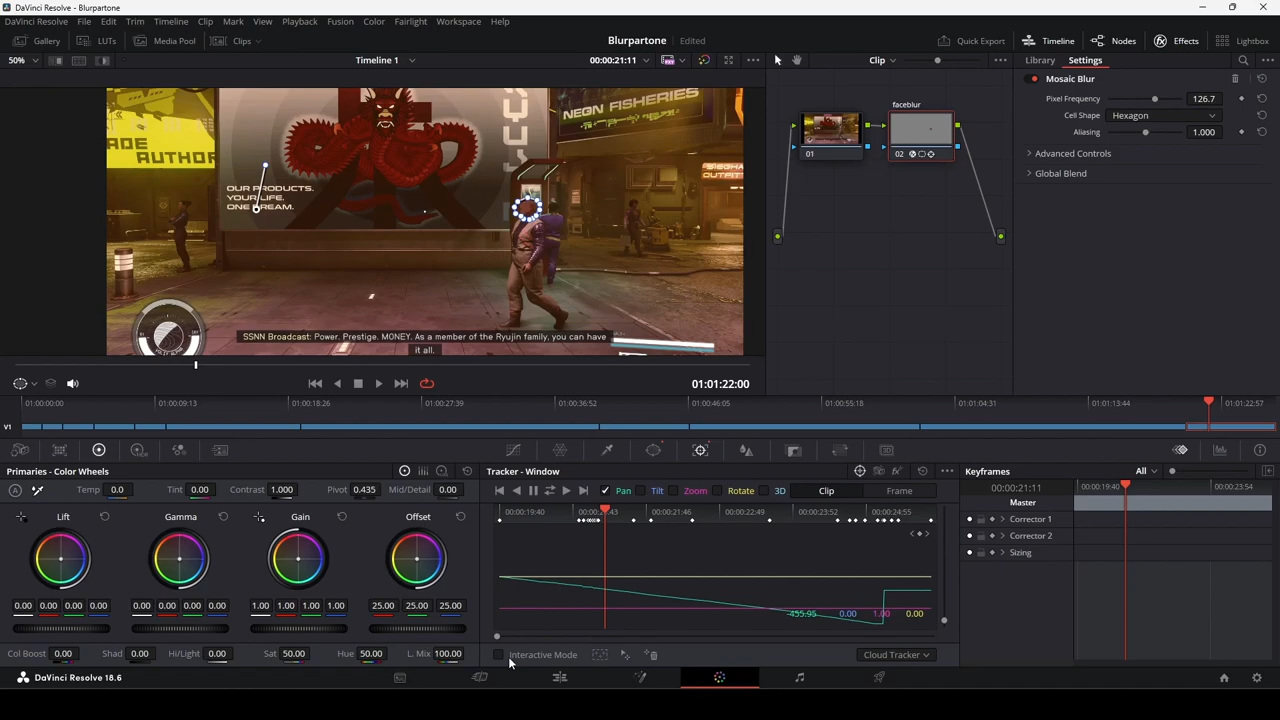 DaVinci Resolve Studio - Blurpartone
DaVinci Resolve File Edit Trim Timeline Clip Mark View Playback Fusion Color Fairlight Workspace Help
Gallery LUTs Media Pool Clips Blurpartone Edited Quick Export Timeline Nodes Effects Lightbox
50% Timeline 1 00:00:21:11 Clip Library Settings
Mosaic Blur
Pixel Frequency 126.7
Cell Shape Hexagon
Aliasing 1.000
Advanced Controls
Global Blend
faceblur
01 02
ADE
AUTHOR
NEON FISHERIES
OUR PRODUCTS.
YOUR LIFE.
ONE DREAM.
SSNN Broadcast: Power. Prestige. MONEY. As a member of the Ryujin family, you can have
it all.
01:01:22:00
01:00:00:00 01:00:09:13 01:00:18:26 01:00:27:39 01:00:36:52 01:00:46:05 01:00:55:18 01:01:04:31 01:01:13:44 01:01:22:57
V1
Primaries - Color Wheels
Temp 0.0 Tint 0.00 Contrast 1.000 Pivot 0.435 Mid/Detail 0.00
Lift Gamma Gain Offset
0.00 0.00 0.00 0.00 0.00 0.00 0.00 0.00 1.00 1.00 1.00 1.00 25.00 25.00 25.00
Col Boost 0.00 Shad 0.00 Hi/Light 0.00 Sat 50.00 Hue 50.00 L. Mix 100.00
Tracker - Window
Pan Tilt Zoom Rotate 3D Clip Frame
00:00:19:40 00:00:21:46 00:00:22:49 00:00:23:52 00:00:24:55
-455.95 0.00 1.00 0.00
Interactive Mode Cloud Tracker
Keyframes All
00:00:21:11 00:00:19:40 00:00:23:54
Master
Corrector 1
Corrector 2
Sizing
DaVinci Resolve 18.6